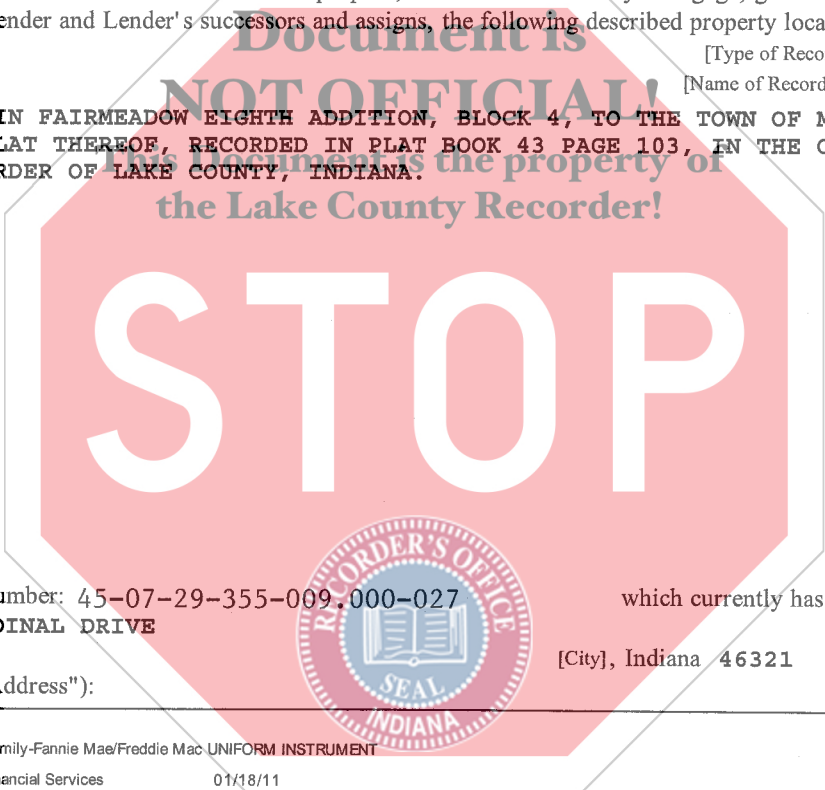 ender and Lender's successors and assigns, the following described property loca
Document is
[Type of Reco
NOT OFFICIAL!
[Name of Record
IN FAIRMEADOW EIGHTH ADDITION, BLOCK 4, TO THE TOWN OF M
LAT THEREOF, RECORDED IN PLAT BOOK 43 PAGE 103, IN THE O
This Document is the property of
RDER OF LAKE COUNTY, INDIANA.
the Lake County Recorder!
STOP
RECORDER'S OFFICE
umber: 45-07-29-355-009.000-027 which currently has
DINAL DRIVE
[City], Indiana 46321
SEAL
ddress"):
INDIANA
mily-Fannie Mae/Freddie Mac UNIFORM INSTRUMENT
ancial Services 01/18/11